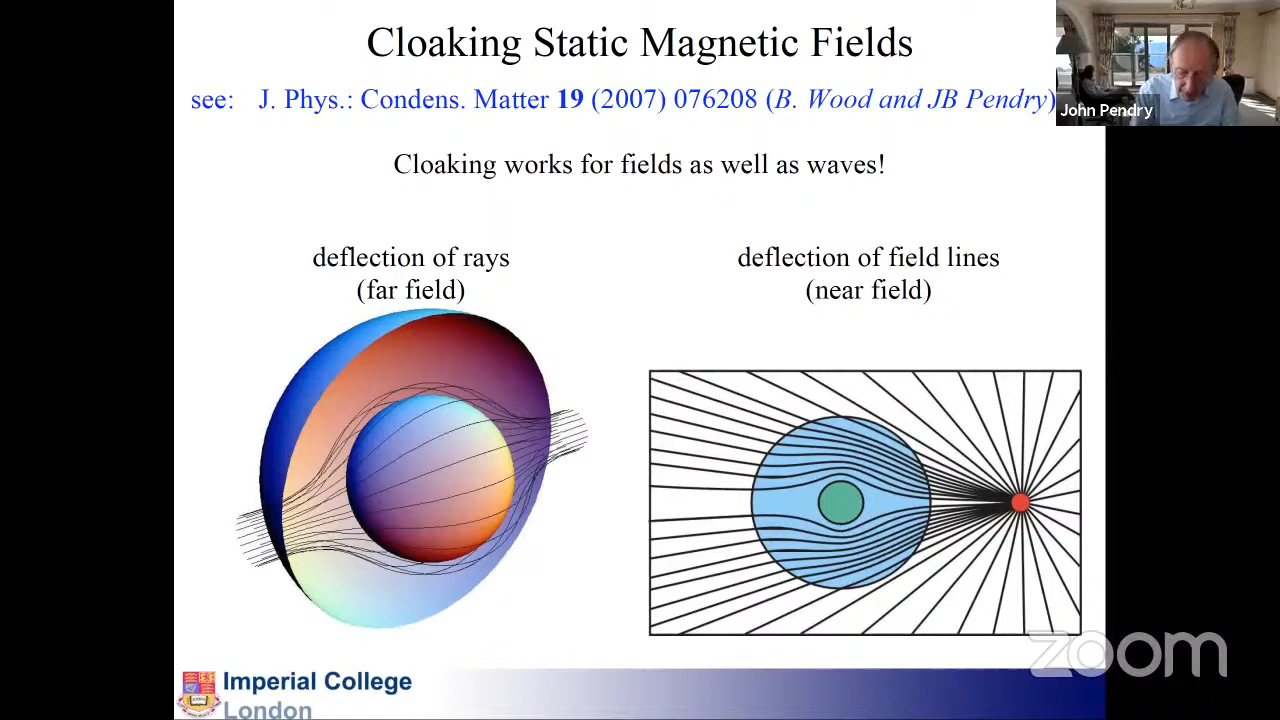 Cloaking Static Magnetic Fields
see: J. Phys.: Condens. Matter 19 (2007) 076208 (B. Wood and JB Pendry)
John Pendry
Cloaking works for fields as well as waves!
deflection of rays
(far field)
deflection of field lines
(near field)
zoom
Imperial College
London